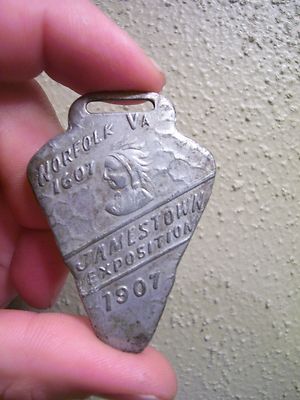 NORFOLK VA
1607
JAMESTOWN
EXPOSITION
1907